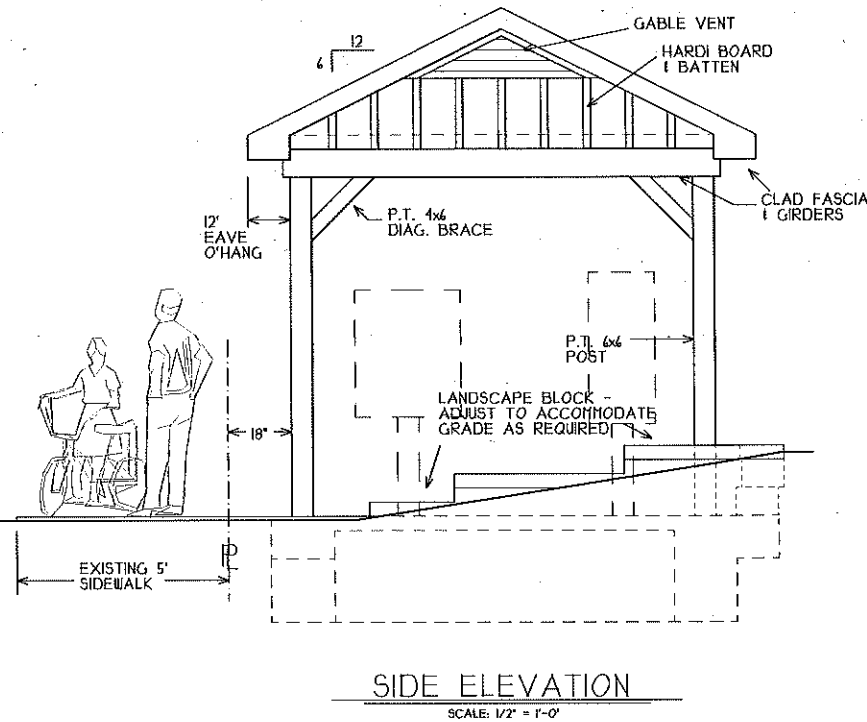 GABLE VENT
12
6
HARDI BOARD
& BATTEN
CLAD FASCIA
& GIRDERS
12'
EAVE
O'HANG
P.T. 4x6
DIAG. BRACE
P.T. 6x6
POST
LANDSCAPE BLOCK -
ADJUST TO ACCOMMODATE
GRADE AS REQUIRED
18"
PL
EXISTING 5'
SIDEWALK
SIDE ELEVATION
SCALE: 1/2" = 1'-0"